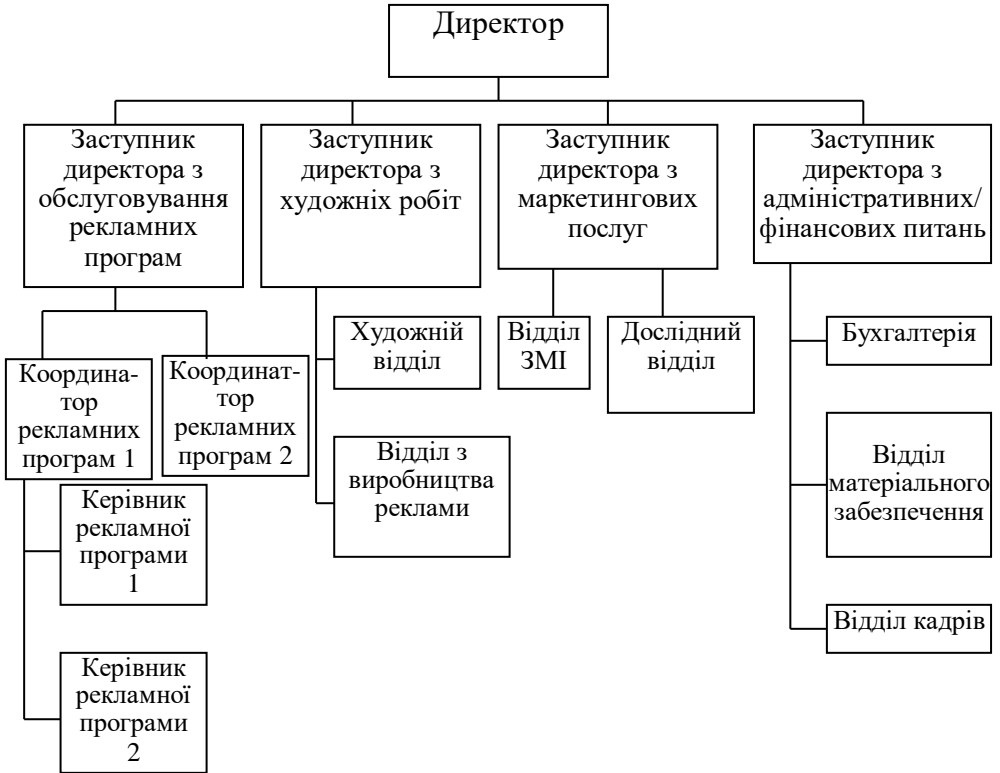 Директор
Заступник
директора з
обслуговування
рекламних
програм
Заступник
директора з
художніх робіт
Заступник
директора з
маркетингових
послуг
Заступник
директора з
адміністративних/
фінансових питань
Координа-
тор
рекламних
програм 1
Координат-
тор
рекламних
програм 2
Керівник
рекламної
програми
1
Керівник
рекламної
програми
2
Художній
відділ
Відділ з
виробництва
реклами
Відділ
ЗМІ
Дослідний
відділ
Бухгалтерія
Відділ
матеріального
забезпечення
Відділ кадрів